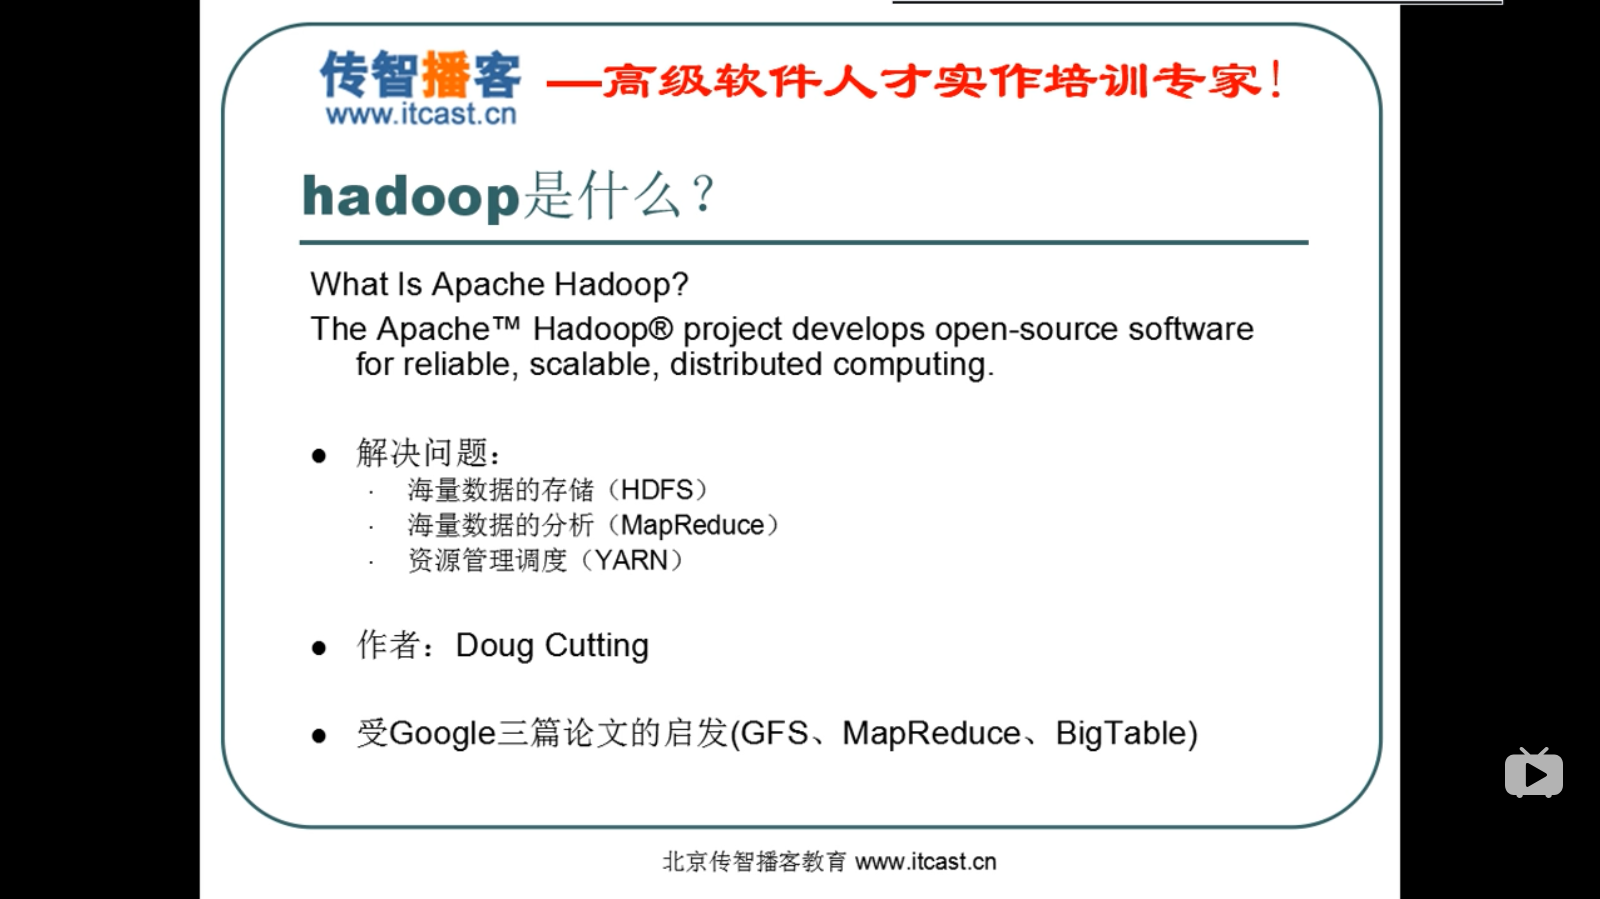 传智播客 —高级软件人才实作培训专家！
www.itcast.cn
hadoop是什么？
What Is Apache Hadoop?
The Apache™ Hadoop® project develops open-source software
for reliable, scalable, distributed computing.
● 解决问题：
· 海量数据的存储（HDFS）
· 海量数据的分析（MapReduce）
· 资源管理调度（YARN）
● 作者：Doug Cutting
● 受Google三篇论文的启发(GFS、MapReduce、BigTable)
北京传智播客教育 www.itcast.cn